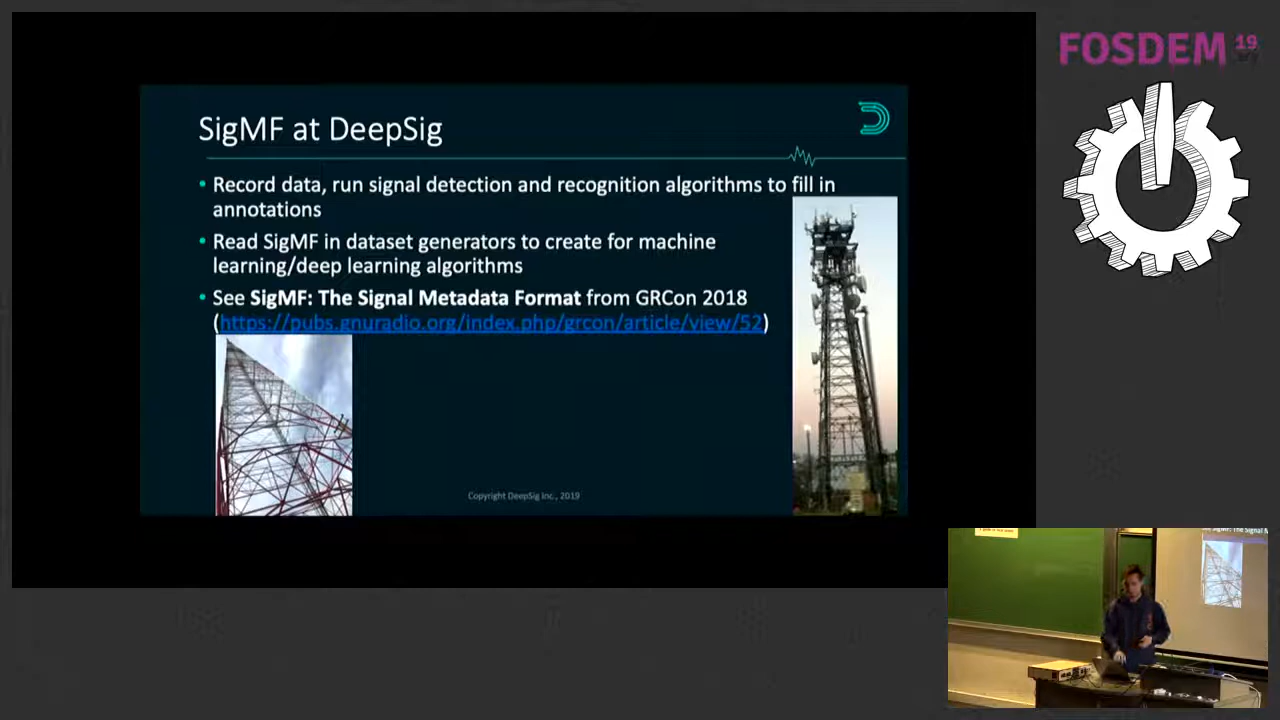 FOSDEM 19
SigMF at DeepSig
• Record data, run signal detection and recognition algorithms to fill in
annotations
• Read SigMF in dataset generators to create for machine
learning/deep learning algorithms
• See SigMF: The Signal Metadata Format from GRCon 2018
(https://pubs.gnuradio.org/index.php/grcon/article/view/52)
Copyright DeepSig Inc., 2019